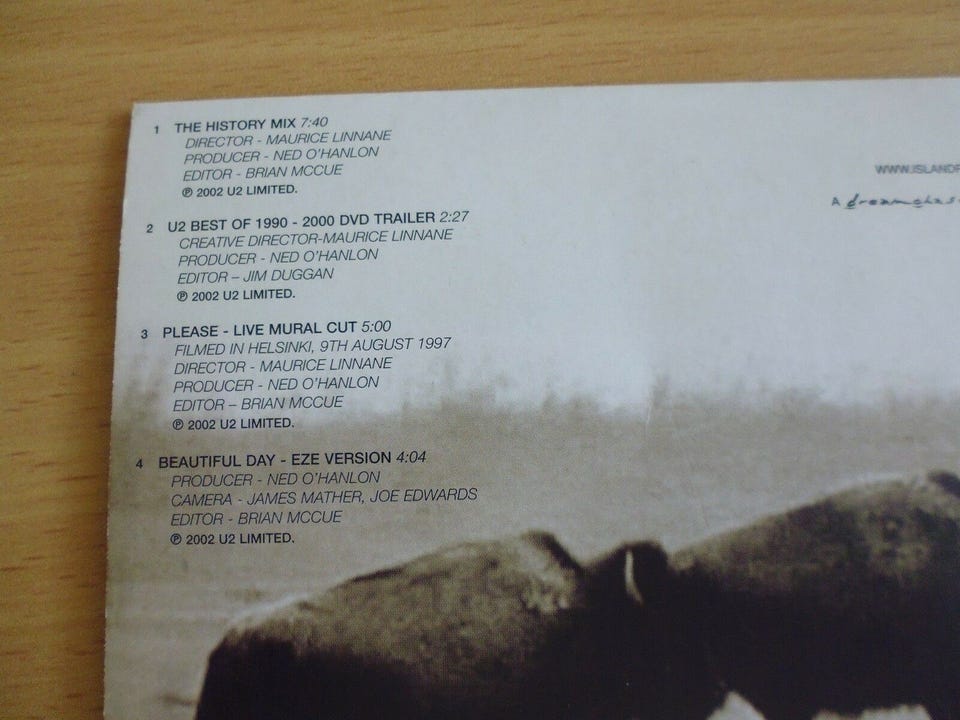 1 THE HISTORY MIX 7:40
DIRECTOR - MAURICE LINNANE
PRODUCER - NED O'HANLON
EDITOR - BRIAN MCCUE
℗ 2002 U2 LIMITED.
2 U2 BEST OF 1990 - 2000 DVD TRAILER 2:27
CREATIVE DIRECTOR-MAURICE LINNANE
PRODUCER - NED O'HANLON
EDITOR – JIM DUGGAN
℗ 2002 U2 LIMITED.
3 PLEASE - LIVE MURAL CUT 5:00
FILMED IN HELSINKI, 9TH AUGUST 1997
DIRECTOR - MAURICE LINNANE
PRODUCER - NED O'HANLON
EDITOR – BRIAN MCCUE
℗ 2002 U2 LIMITED.
4 BEAUTIFUL DAY - EZE VERSION 4:04
PRODUCER - NED O'HANLON
CAMERA - JAMES MATHER, JOE EDWARDS
EDITOR - BRIAN MCCUE
℗ 2002 U2 LIMITED.
A